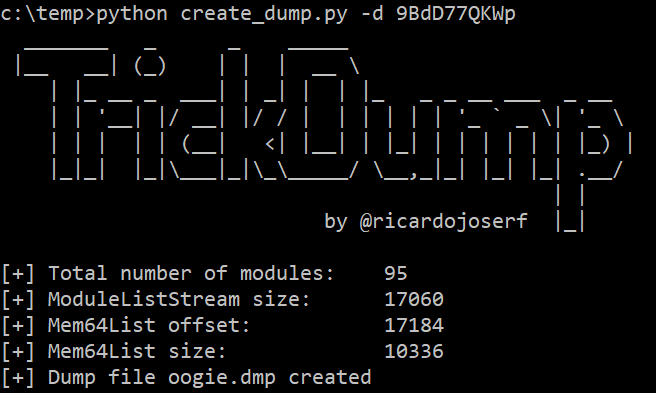 c:\temp>python create_dump.py -d 9BdD77QKWp
TrickDump
by @ricardojoserf
[+] Total number of modules: 95
[+] ModuleListStream size: 17060
[+] Mem64List offset: 17184
[+] Mem64List size: 10336
[+] Dump file oogie.dmp created